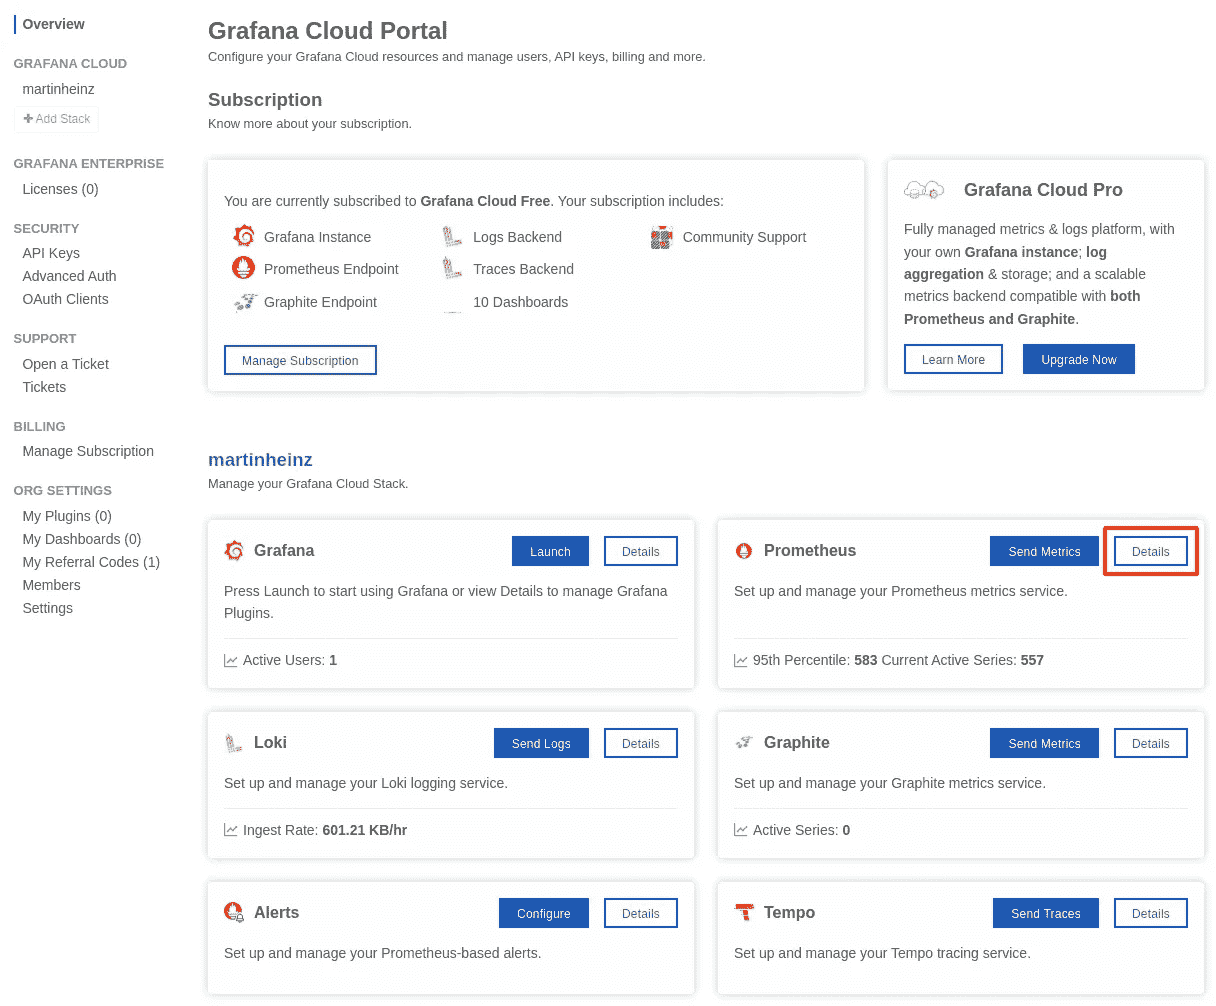 Overview
GRAFANA CLOUD
martinheinz
+ Add Stack
GRAFANA ENTERPRISE
Licenses (0)
SECURITY
API Keys
Advanced Auth
OAuth Clients
SUPPORT
Open a Ticket
Tickets
BILLING
Manage Subscription
ORG SETTINGS
My Plugins (0)
My Dashboards (0)
My Referral Codes (1)
Members
Settings
Grafana Cloud Portal
Configure your Grafana Cloud resources and manage users, API keys, billing and more.
Subscription
Know more about your subscription.
You are currently subscribed to Grafana Cloud Free. Your subscription includes:
Grafana Instance
Logs Backend
Community Support
Prometheus Endpoint
Traces Backend
Graphite Endpoint
10 Dashboards
Manage Subscription
Grafana Cloud Pro
Fully managed metrics & logs platform, with
your own Grafana instance; log
aggregation & storage; and a scalable
metrics backend compatible with both
Prometheus and Graphite.
Learn More
Upgrade Now
martinheinz
Manage your Grafana Cloud Stack.
Grafana
Launch
Details
Press Launch to start using Grafana or view Details to manage Grafana
Plugins.
Active Users: 1
Prometheus
Send Metrics
Details
Set up and manage your Prometheus metrics service.
95th Percentile: 583 Current Active Series: 557
Loki
Send Logs
Details
Set up and manage your Loki logging service.
Ingest Rate: 601.21 KB/hr
Graphite
Send Metrics
Details
Set up and manage your Graphite metrics service.
Active Series: 0
Alerts
Configure
Details
Set up and manage your Prometheus-based alerts.
Tempo
Send Traces
Details
Set up and manage your Tempo tracing service.